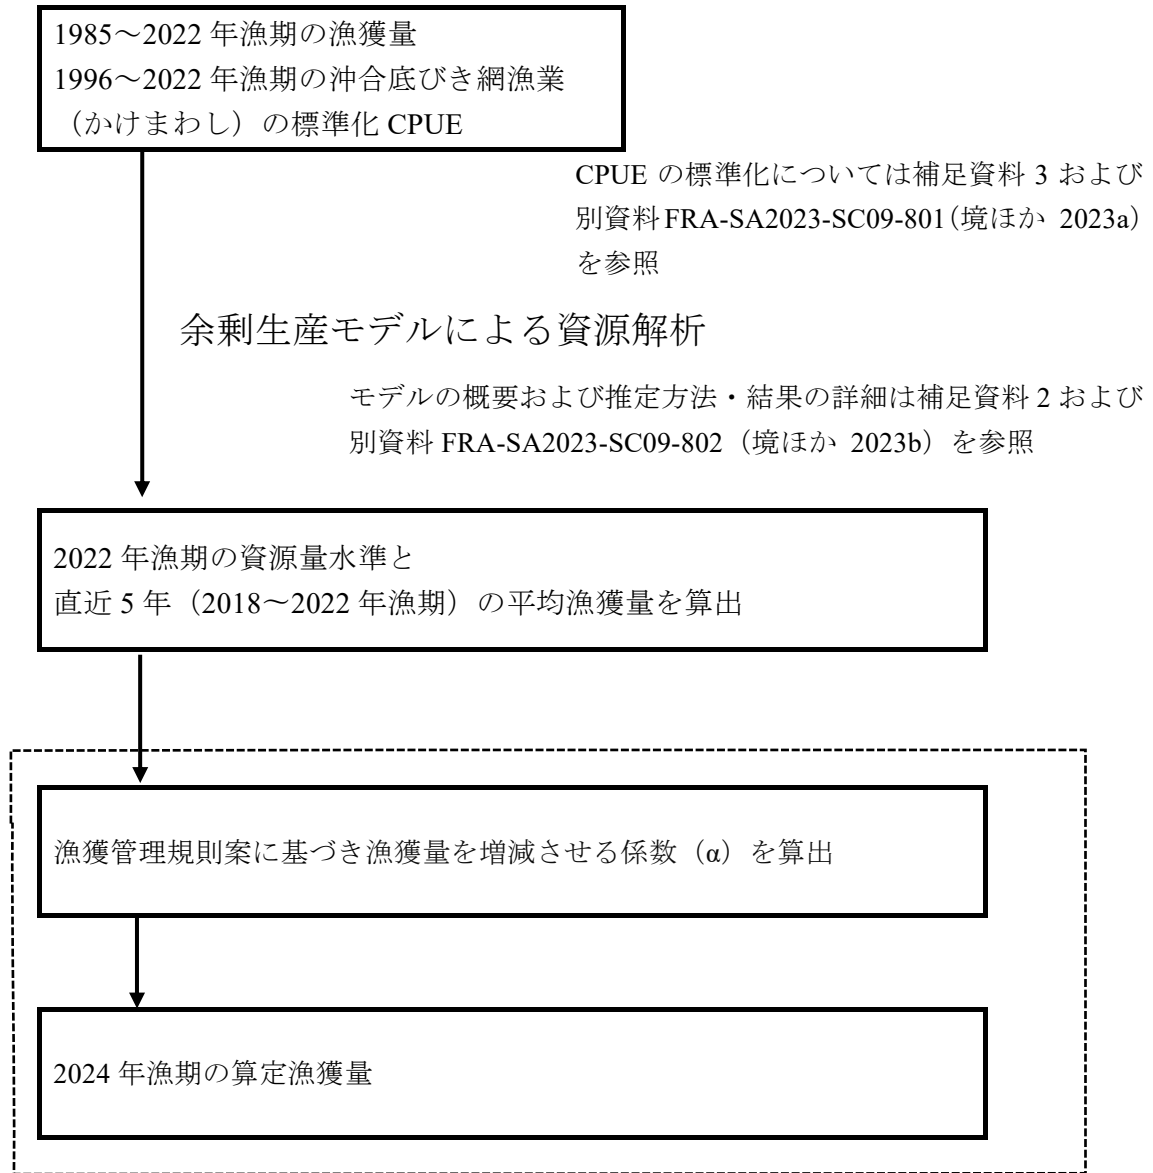 1985～2022 年漁期の漁獲量
1996～2022 年漁期の沖合底びき網漁業
（かけまわし）の標準化 CPUE
CPUE の標準化については補足資料 3 および
別資料 FRA-SA2023-SC09-801（境ほか 2023a）
を参照
余剰生産モデルによる資源解析
モデルの概要および推定方法・結果の詳細は補足資料 2 および
別資料 FRA-SA2023-SC09-802（境ほか 2023b）を参照
2022 年漁期の資源量水準と
直近 5 年（2018～2022 年漁期）の平均漁獲量を算出
漁獲管理規則案に基づき漁獲量を増減させる係数（α）を算出
2024 年漁期の算定漁獲量